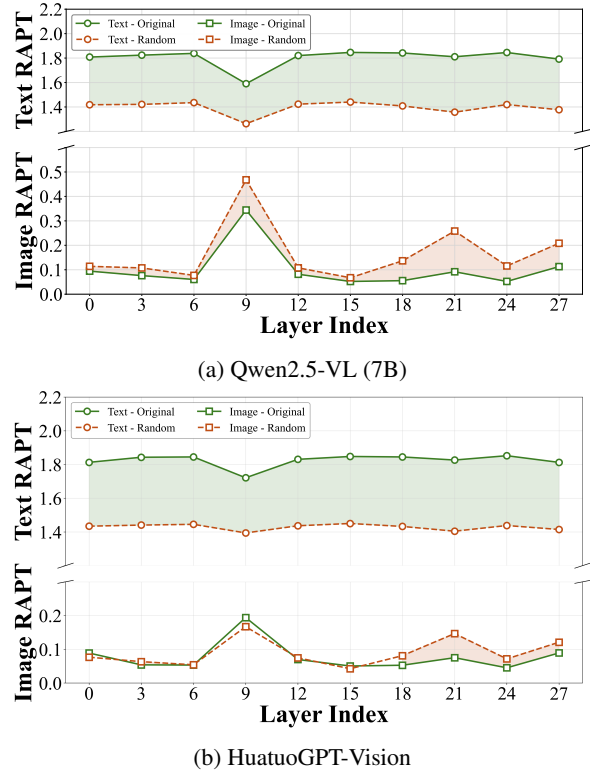 2.2
2.0
1.8
1.6
1.4
Text RAPT
Text - Original
Text - Random
Image - Original
Image - Random
0.5
0.4
0.3
0.2
0.1
0.0
Image RAPT
0 3 6 9 12 15 18 21 24 27
Layer Index
(a) Qwen2.5-VL (7B)
2.2
2.0
1.8
1.6
1.4
Text RAPT
Text - Original
Text - Random
Image - Original
Image - Random
0.2
0.1
0.0
Image RAPT
0 3 6 9 12 15 18 21 24 27
Layer Index
(b) HuatuoGPT-Vision